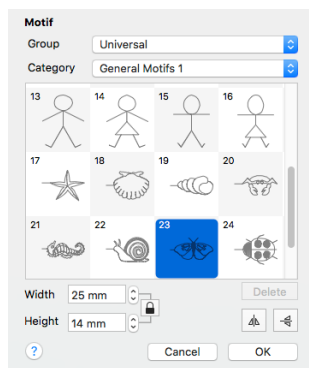 Motif
Group Universal
Category General Motifs 1
13 14 15 16
17 18 19 20
21 22 23 24
Width 25 mm
Delete
Height 14 mm
? Cancel OK